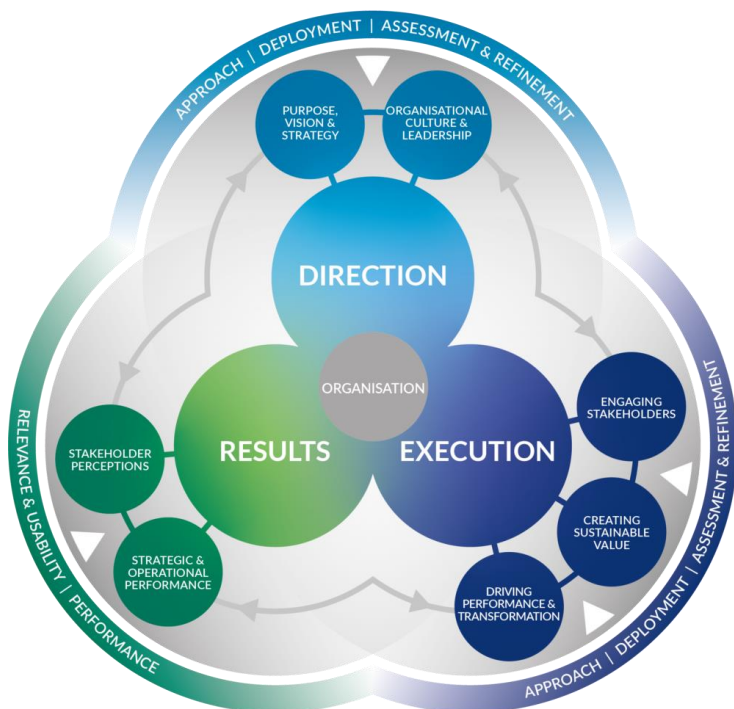 APPROACH | DEPLOYMENT | ASSESSMENT & REFINEMENT
PURPOSE,
VISION &
STRATEGY
ORGANISATIONAL
CULTURE &
LEADERSHIP
DIRECTION
ORGANISATION
RESULTS
EXECUTION
ENGAGING
STAKEHOLDERS
CREATING
SUSTAINABLE
VALUE
DRIVING
PERFORMANCE &
TRANSFORMATION
STAKEHOLDER
PERCEPTIONS
STRATEGIC &
OPERATIONAL
PERFORMANCE
RELEVANCE & USABILITY | PERFORMANCE
APPROACH | DEPLOYMENT | ASSESSMENT & REFINEMENT